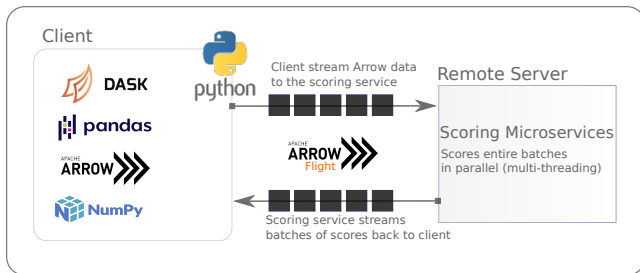 Client
DASK
pandas
APACHE
ARROW
NumPy
python
Client stream Arrow data
to the scoring service
APACHE
ARROW
Flight
Scoring service streams
batches of scores back to client
Remote Server
Scoring Microservices
Scores entire batches
in parallel (multi-threading)